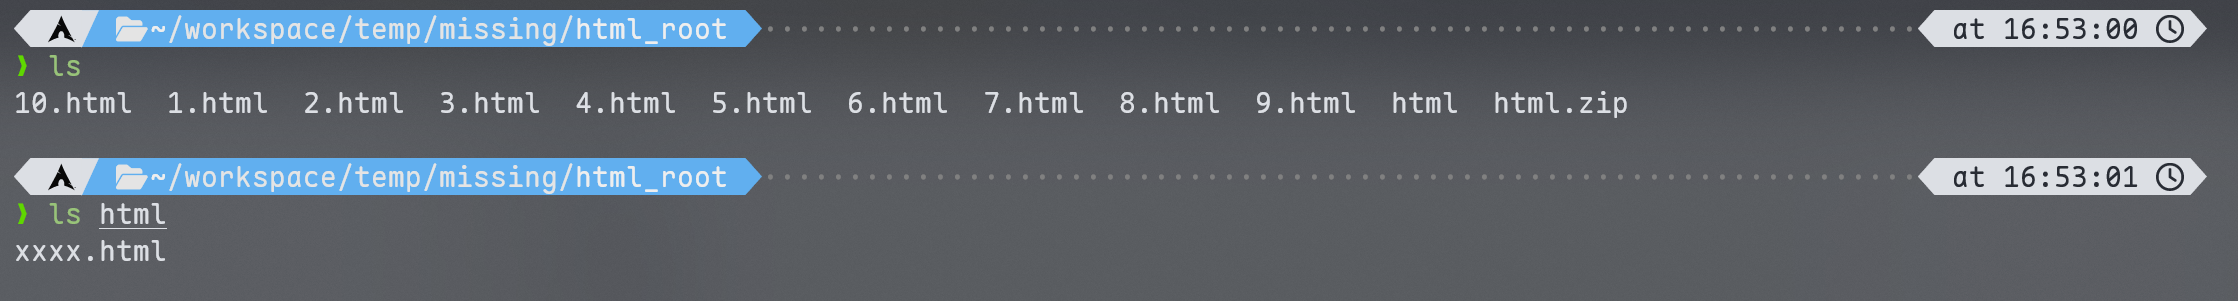 ~/workspace/temp/missing/html_root at 16:53:00
❯ ls
10.html 1.html 2.html 3.html 4.html 5.html 6.html 7.html 8.html 9.html html html.zip
~/workspace/temp/missing/html_root at 16:53:01
❯ ls html
xxxx.html